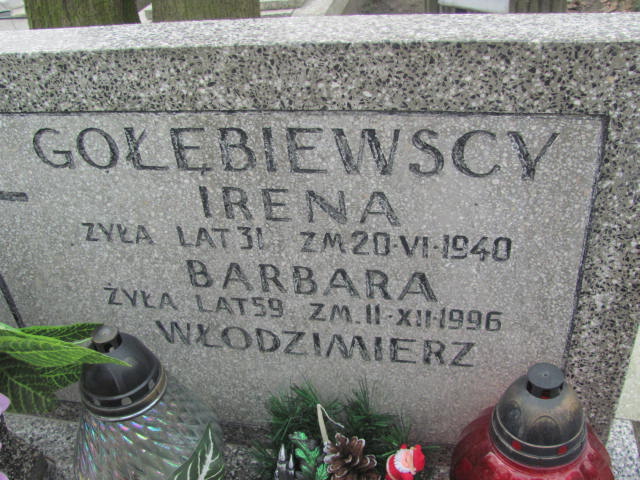 GOŁĘBIEWSCY
IRENA
ŻYŁA LAT 31 ZM 20-VI-1940
BARBARA
ŻYŁA LAT 59 ZM. 11-XII-1996
WŁODZIMIERZ